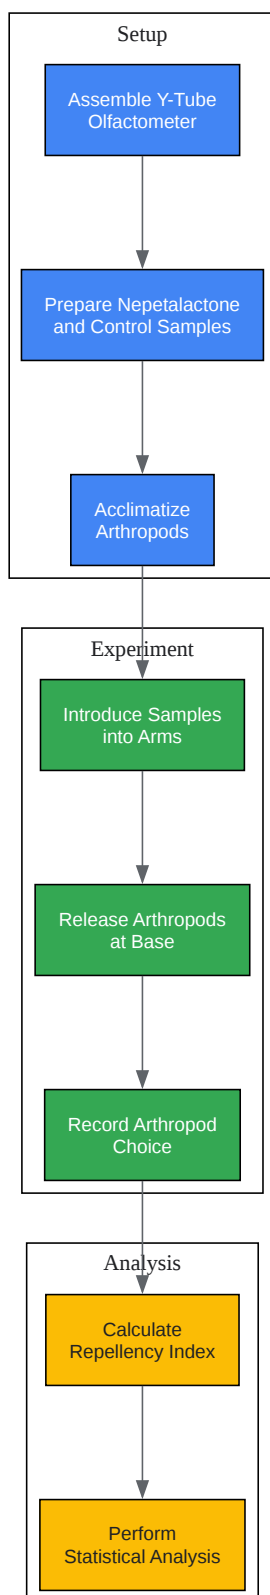 Setup
Assemble Y-Tube
Olfactometer
Prepare Nepetalactone
and Control Samples
Acclimatize
Arthropods
Experiment
Introduce Samples
into Arms
Release Arthropods
at Base
Record Arthropod
Choice
Analysis
Calculate
Repellency Index
Perform
Statistical Analysis